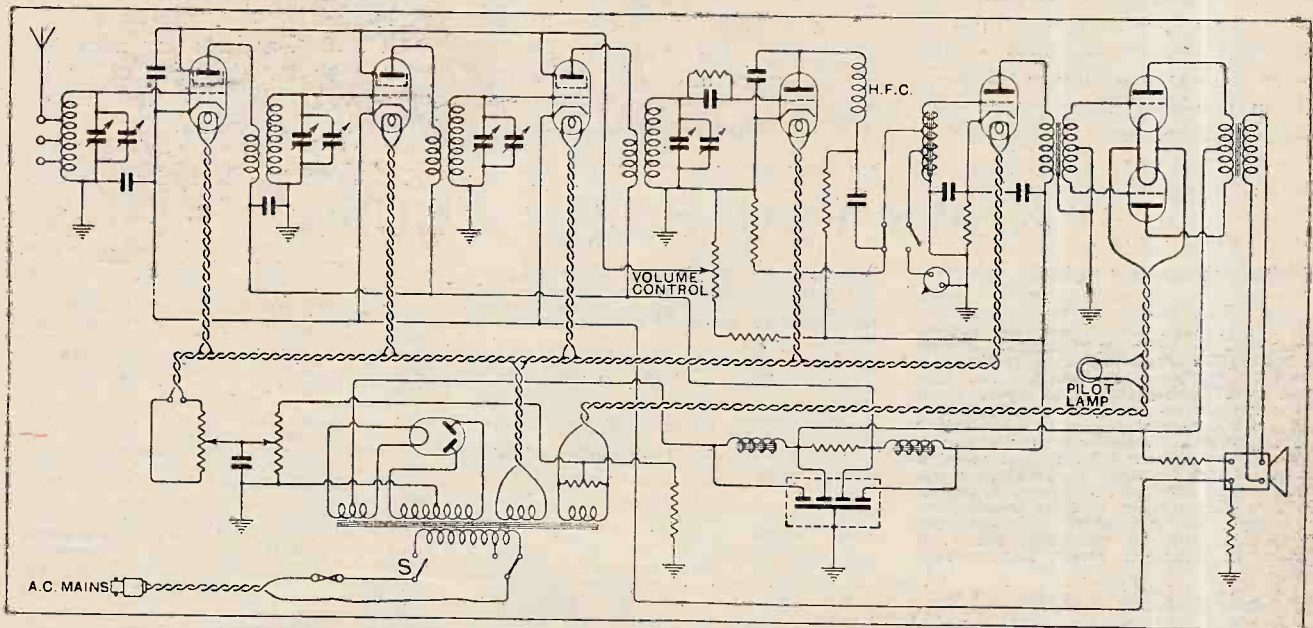 H.F.C.
VOLUME
CONTROL
PILOT
LAMP
S
A.C. MAINS